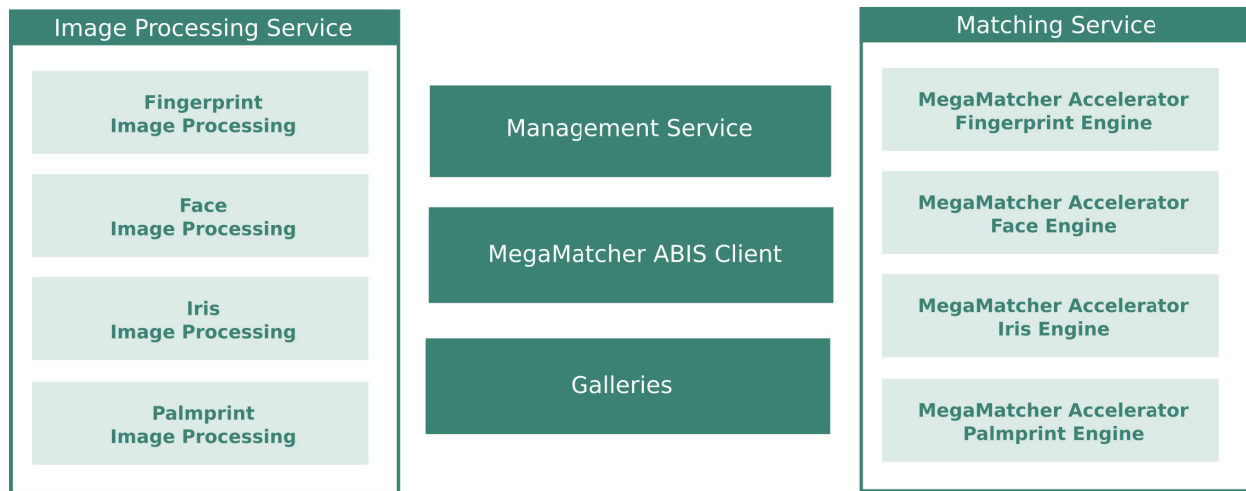 Image Processing Service
Fingerprint
Image Processing
Face
Image Processing
Iris
Image Processing
Palmprint
Image Processing
Management Service
MegaMatcher ABIS Client
Galleries
Matching Service
MegaMatcher Accelerator
Fingerprint Engine
MegaMatcher Accelerator
Face Engine
MegaMatcher Accelerator
Iris Engine
MegaMatcher Accelerator
Palmprint Engine